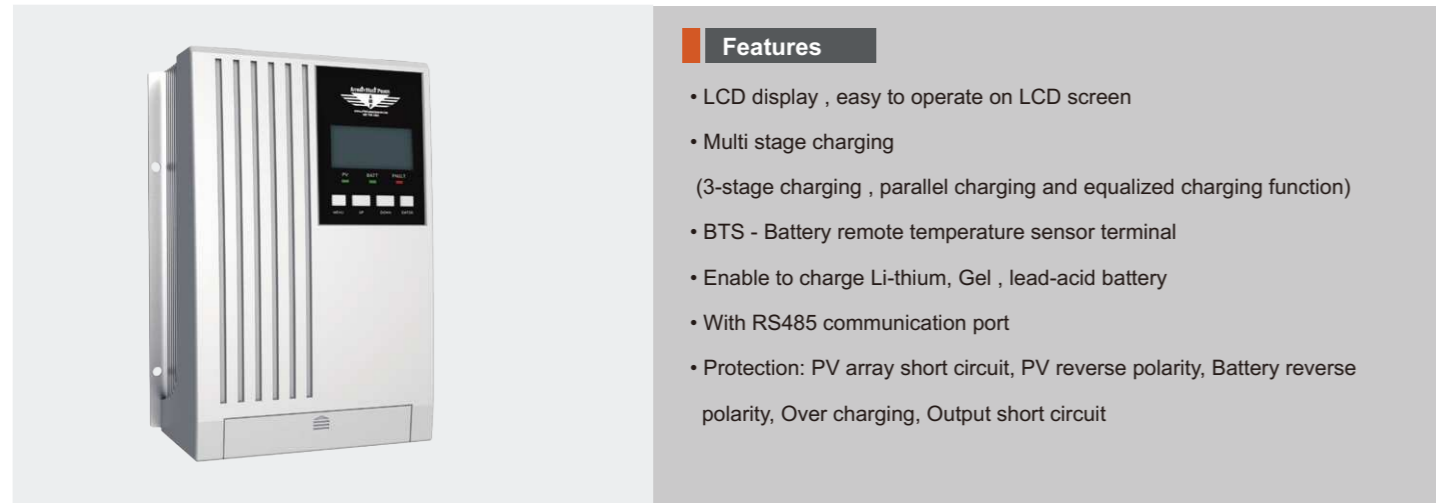 PV BATT FAULT
MENU UP DOWN ENTER
Features
• LCD display , easy to operate on LCD screen
• Multi stage charging
(3-stage charging , parallel charging and equalized charging function)
• BTS - Battery remote temperature sensor terminal
• Enable to charge Li-thium, Gel , lead-acid battery
• With RS485 communication port
• Protection: PV array short circuit, PV reverse polarity, Battery reverse
polarity, Over charging, Output short circuit